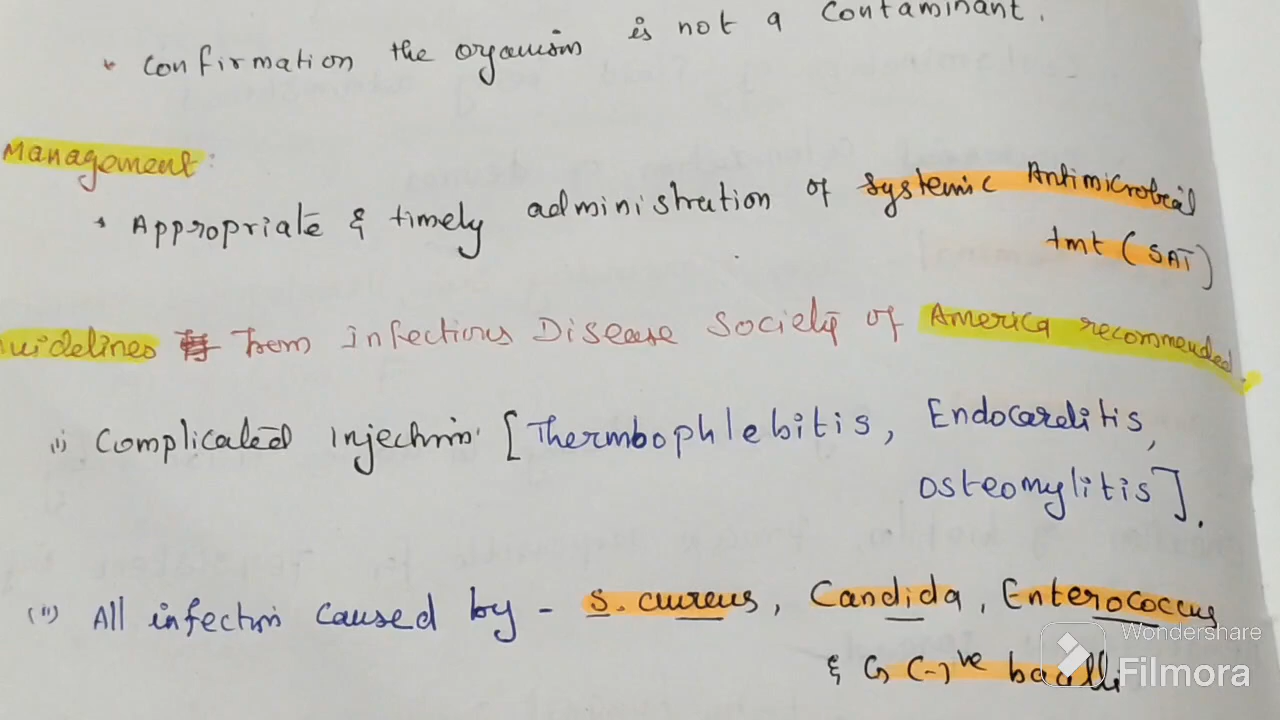 is not a contaminant.
• confirmation the organism
Management:
• Appropriate & timely administration of systemic Antimicrobial
tmt (SAT)
uidelines from infectious Disease Society of America recommended.
(i) Complicated injection [Thermbophlebitis, Endocarditis,
osteomylitis].
(ii) All infection caused by - S. aureus, Candida, Enterococcus
& G (-)ve bacilli
Wondershare
Filmora